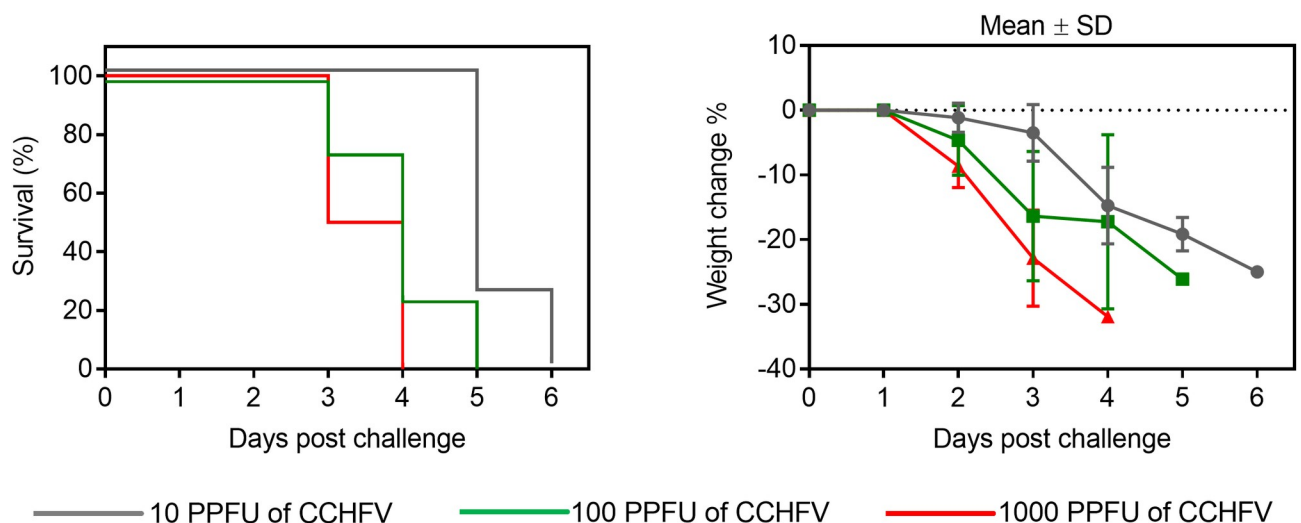 Survival (%)
100
80
60
40
20
0
0 1 2 3 4 5 6
Days post challenge
Mean ± SD
Weight change %
10
0
-10
-20
-30
-40
0 1 2 3 4 5 6
Days post challenge
10 PPFU of CCHFV 100 PPFU of CCHFV 1000 PPFU of CCHFV